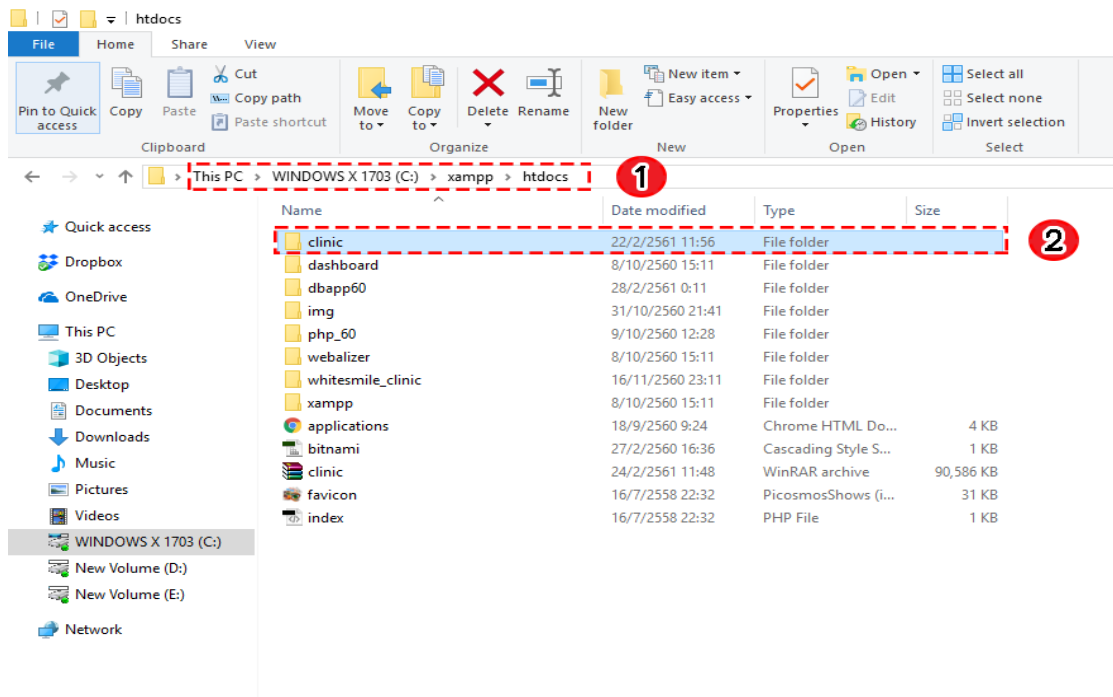 htdocs
File Home Share View
Pin to Quick access
Copy
Paste
Cut
Copy path
Paste shortcut
Move to
Copy to
Delete
Rename
New folder
New item
Easy access
Properties
Open
Edit
History
Select all
Select none
Invert selection
Clipboard Organize New Open Select
This PC › WINDOWS X 1703 (C:) › xampp › htdocs 1
Name Date modified Type Size
clinic 22/2/2561 11:56 File folder 2
dashboard 8/10/2560 15:11 File folder
dbapp60 28/2/2561 0:11 File folder
img 31/10/2560 21:41 File folder
php_60 9/10/2560 12:28 File folder
webalizer 8/10/2560 15:11 File folder
whitesmile_clinic 16/11/2560 23:11 File folder
xampp 8/10/2560 15:11 File folder
applications 18/9/2560 9:24 Chrome HTML Do... 4 KB
bitnami 27/2/2560 16:36 Cascading Style S... 1 KB
clinic 24/2/2561 11:48 WinRAR archive 90,586 KB
favicon 16/7/2558 22:32 PicosmosShows (i... 31 KB
index 16/7/2558 22:32 PHP File 1 KB
Quick access
Dropbox
OneDrive
This PC
3D Objects
Desktop
Documents
Downloads
Music
Pictures
Videos
WINDOWS X 1703 (C:)
New Volume (D:)
New Volume (E:)
Network